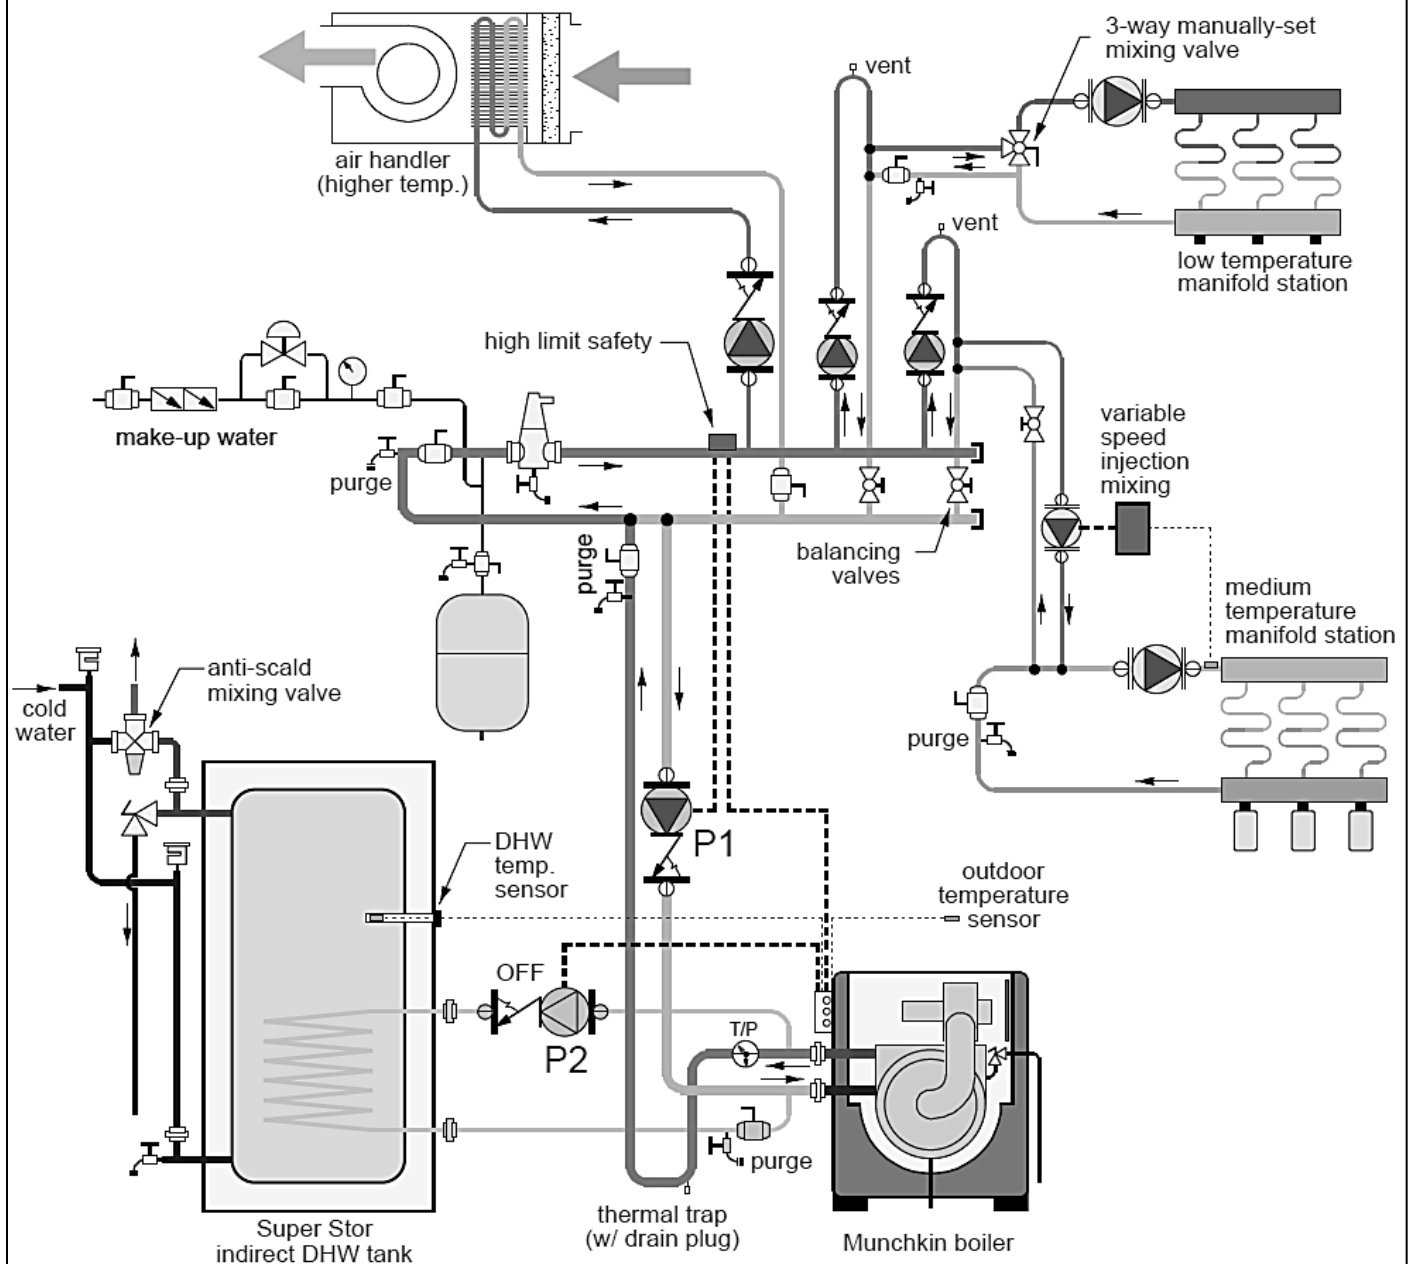 3-way manually-set
mixing valve
vent
air handler
(higher temp.)
vent
low temperature
manifold station
high limit safety
make-up water
variable
speed
injection
mixing
purge
purge
balancing
valves
medium
temperature
manifold station
anti-scald
mixing valve
cold
water
purge
P1
DHW
temp.
sensor
outdoor
temperature
sensor
OFF
P2
T/P
purge
thermal trap
(w/ drain plug)
Super Stor
indirect DHW tank
Munchkin boiler